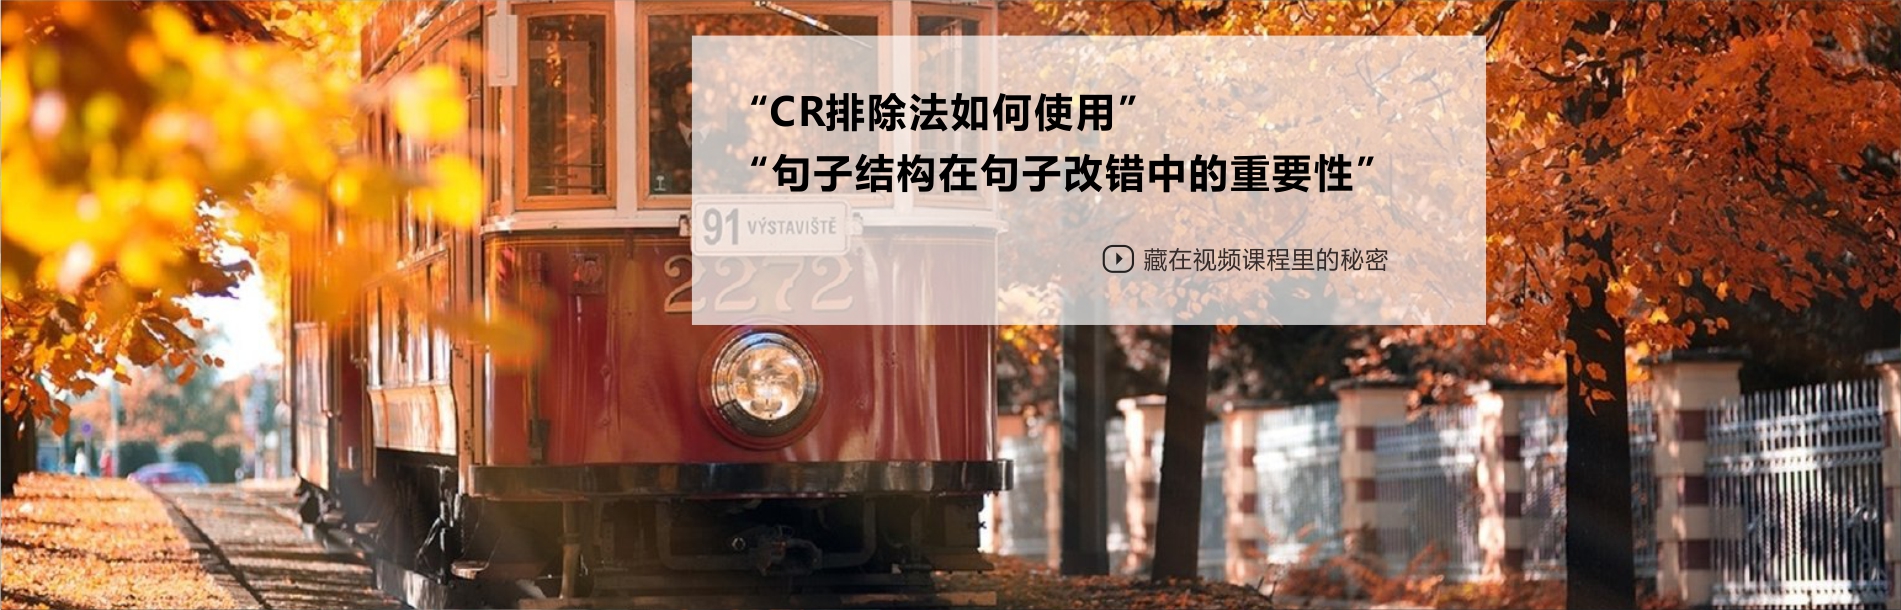 “CR排除法如何使用”
“句子结构在句子改错中的重要性”
91 VÝSTAVIŠTĚ
2272
藏在视频课程里的秘密